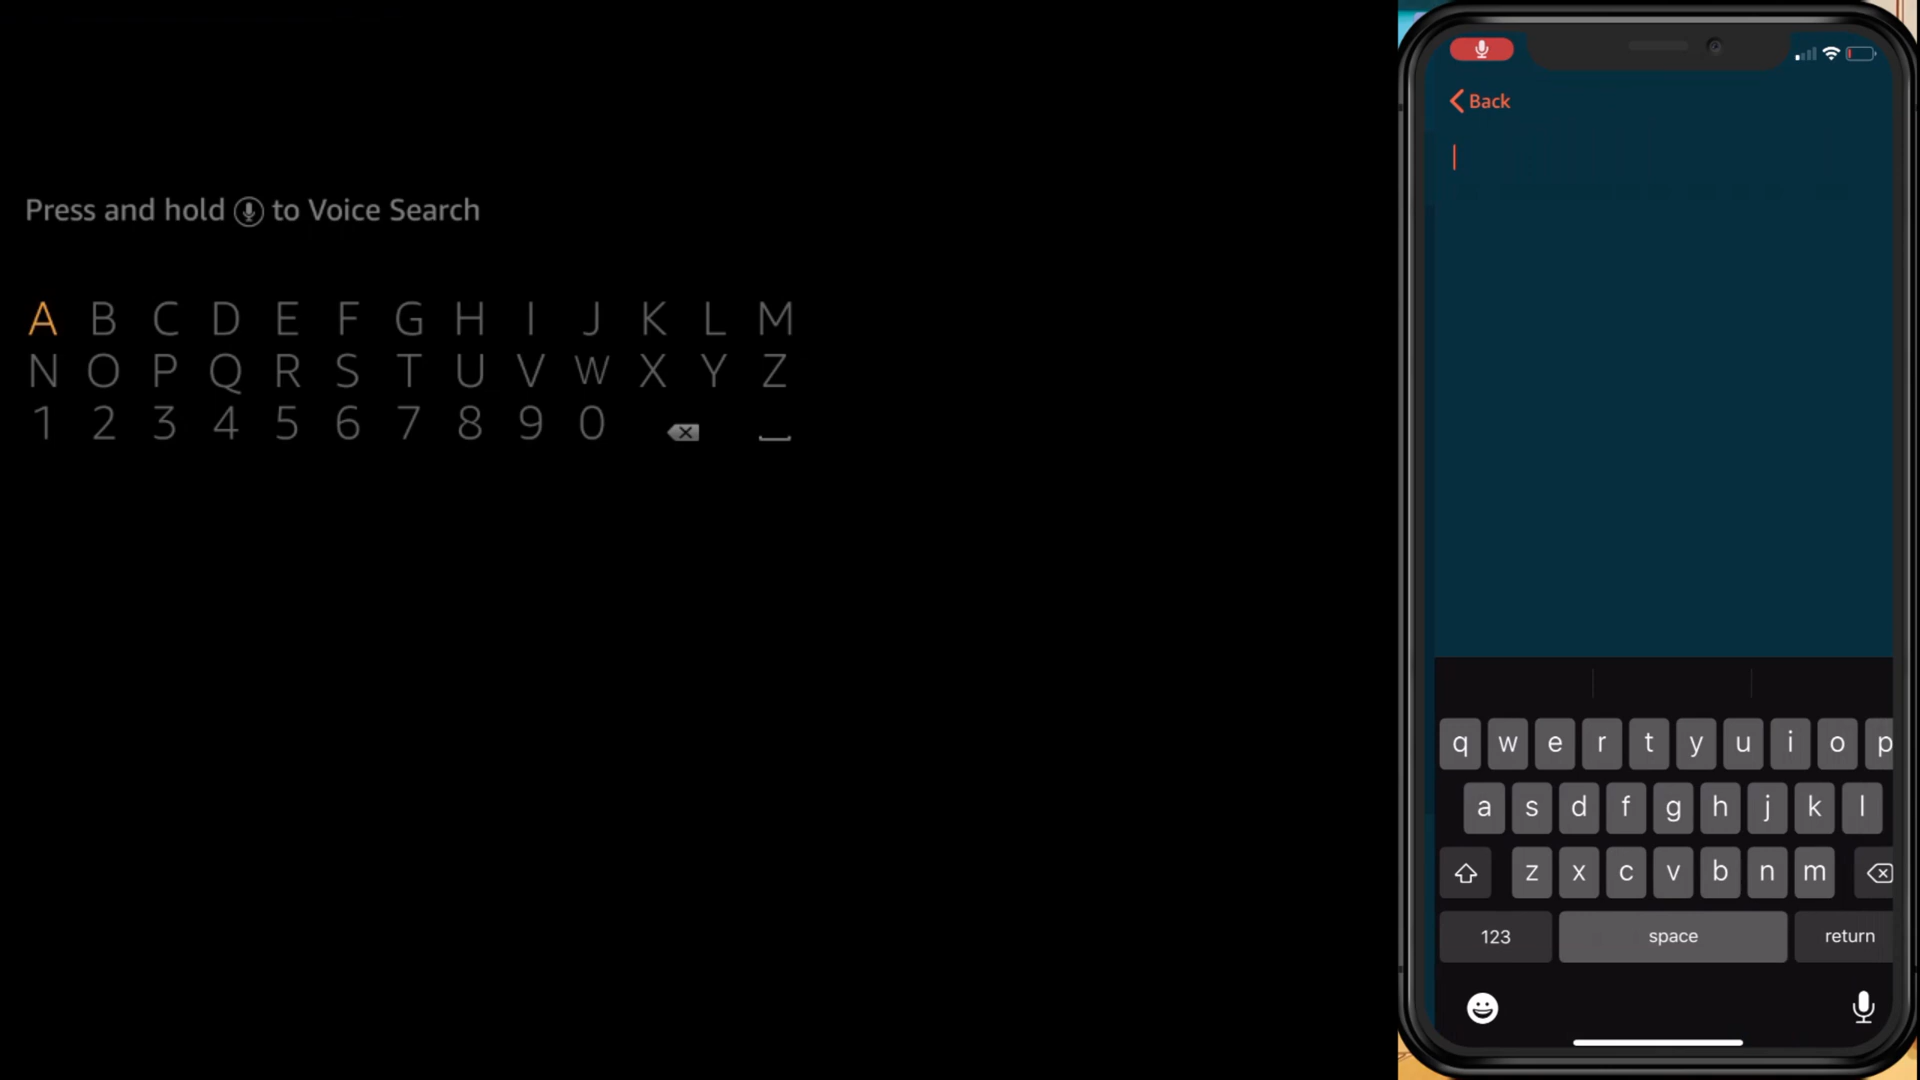 Press and hold to Voice Search
A B C D E F G H I J K L M
N O P Q R S T U V W X Y Z
1 2 3 4 5 6 7 8 9 0
Back
q w e r t y u i o p
a s d f g h j k l
z x c v b n m
123 space return